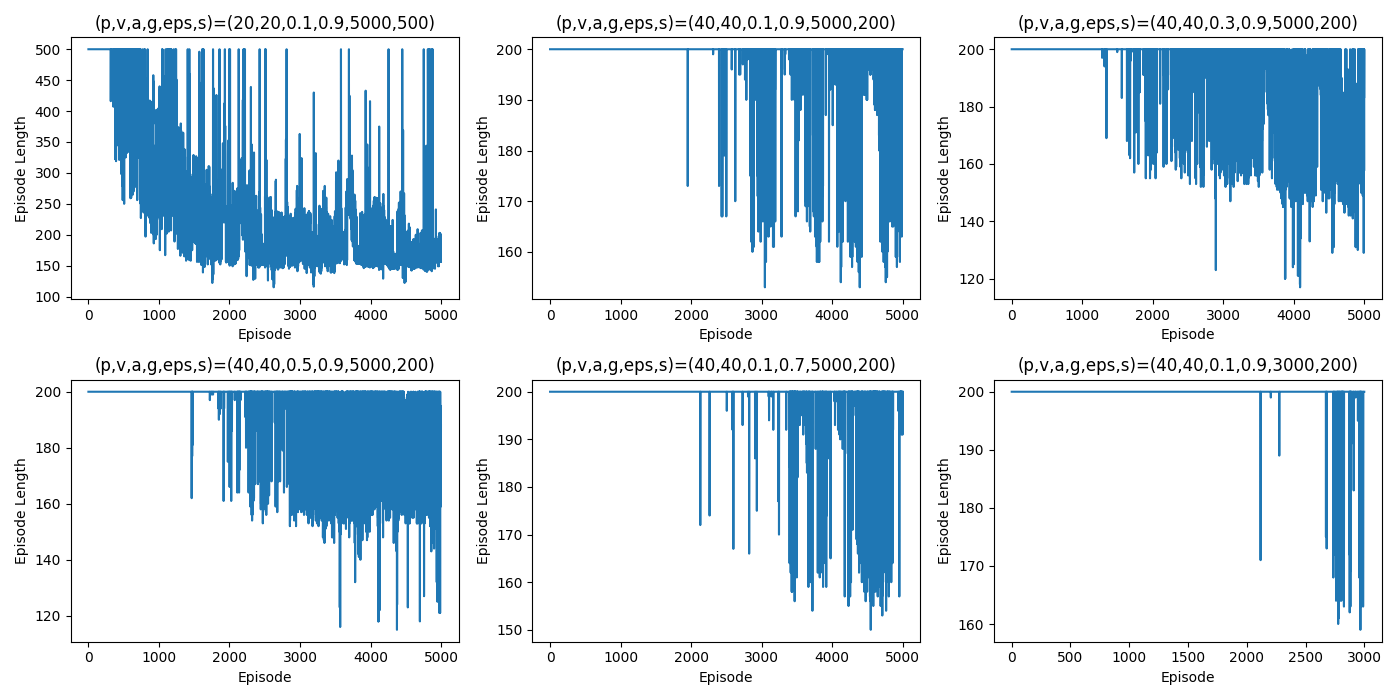 (p,v,a,g,eps,s)=(20,20,0.1,0.9,5000,500)
500
450
400
350
300
250
200
150
100
Episode Length
0 1000 2000 3000 4000 5000
Episode
(p,v,a,g,eps,s)=(40,40,0.1,0.9,5000,200)
200
190
180
170
160
Episode Length
0 1000 2000 3000 4000 5000
Episode
(p,v,a,g,eps,s)=(40,40,0.3,0.9,5000,200)
200
180
160
140
120
Episode Length
0 1000 2000 3000 4000 5000
Episode
(p,v,a,g,eps,s)=(40,40,0.5,0.9,5000,200)
200
180
160
140
120
Episode Length
0 1000 2000 3000 4000 5000
Episode
(p,v,a,g,eps,s)=(40,40,0.1,0.7,5000,200)
200
190
180
170
160
150
Episode Length
0 1000 2000 3000 4000 5000
Episode
(p,v,a,g,eps,s)=(40,40,0.1,0.9,3000,200)
200
190
180
170
160
Episode Length
0 500 1000 1500 2000 2500 3000
Episode